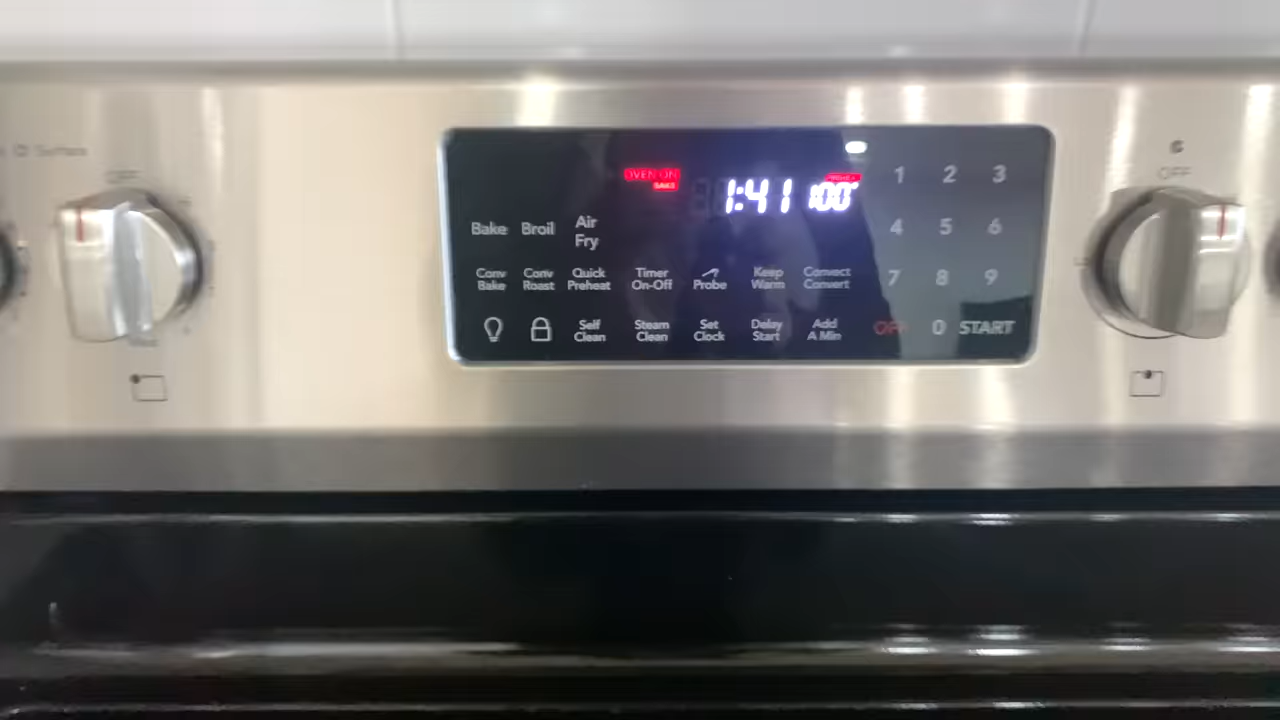 Surface
OFF
OVEN ON
BAKE
PREHEAT
1:41 :00
OFF
1 2 3
Bake Broil Air Fry
4 5 6
Conv Bake
Conv Roast
Quick Preheat
Timer On-Off
Probe
Keep Warm
Convect Convert
7 8 9
Self Clean
Steam Clean
Set Clock
Delay Start
Add A Min
OFF 0 START